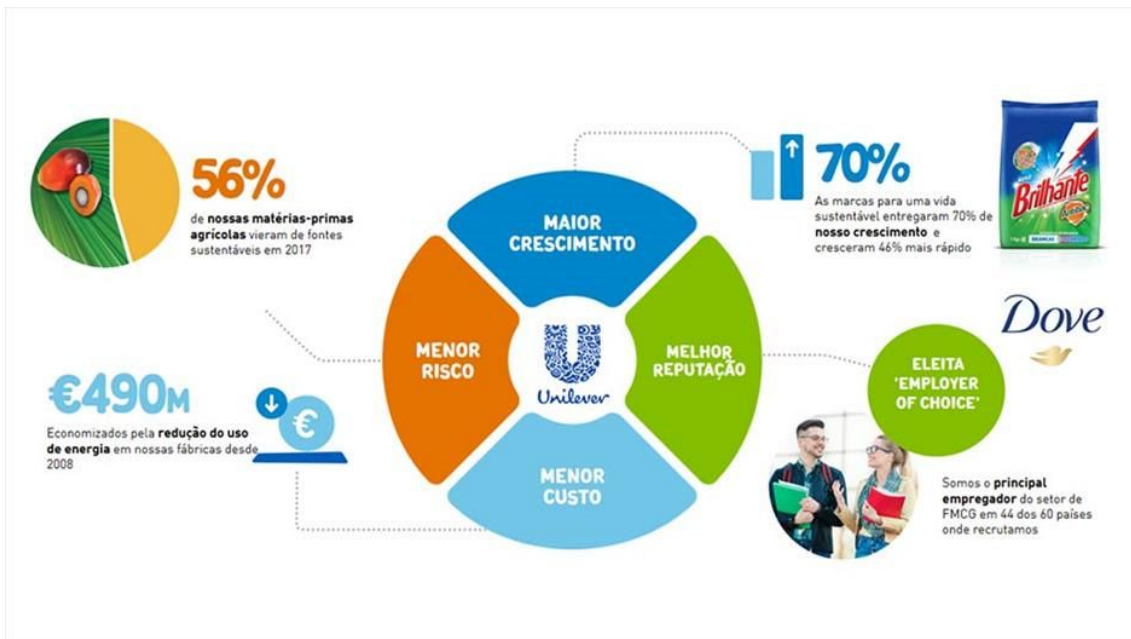 56%
de nossas matérias-primas
agrícolas vieram de fontes
sustentáveis em 2017
MAIOR
CRESCIMENTO
70%
As marcas para uma vida
sustentável entregaram 70% de
nosso crescimento e
cresceram 46% mais rápido
Brilhante
Dove
MENOR
RISCO
U
Unilever
MELHOR
REPUTAÇÃO
ELEITA
'EMPLOYER
OF CHOICE'
€490M
Economizados pela redução do uso
de energia em nossas fábricas desde
2008
€
MENOR
CUSTO
Somos o principal
empregador do setor de
FMCG em 44 dos 60 países
onde recrutamos